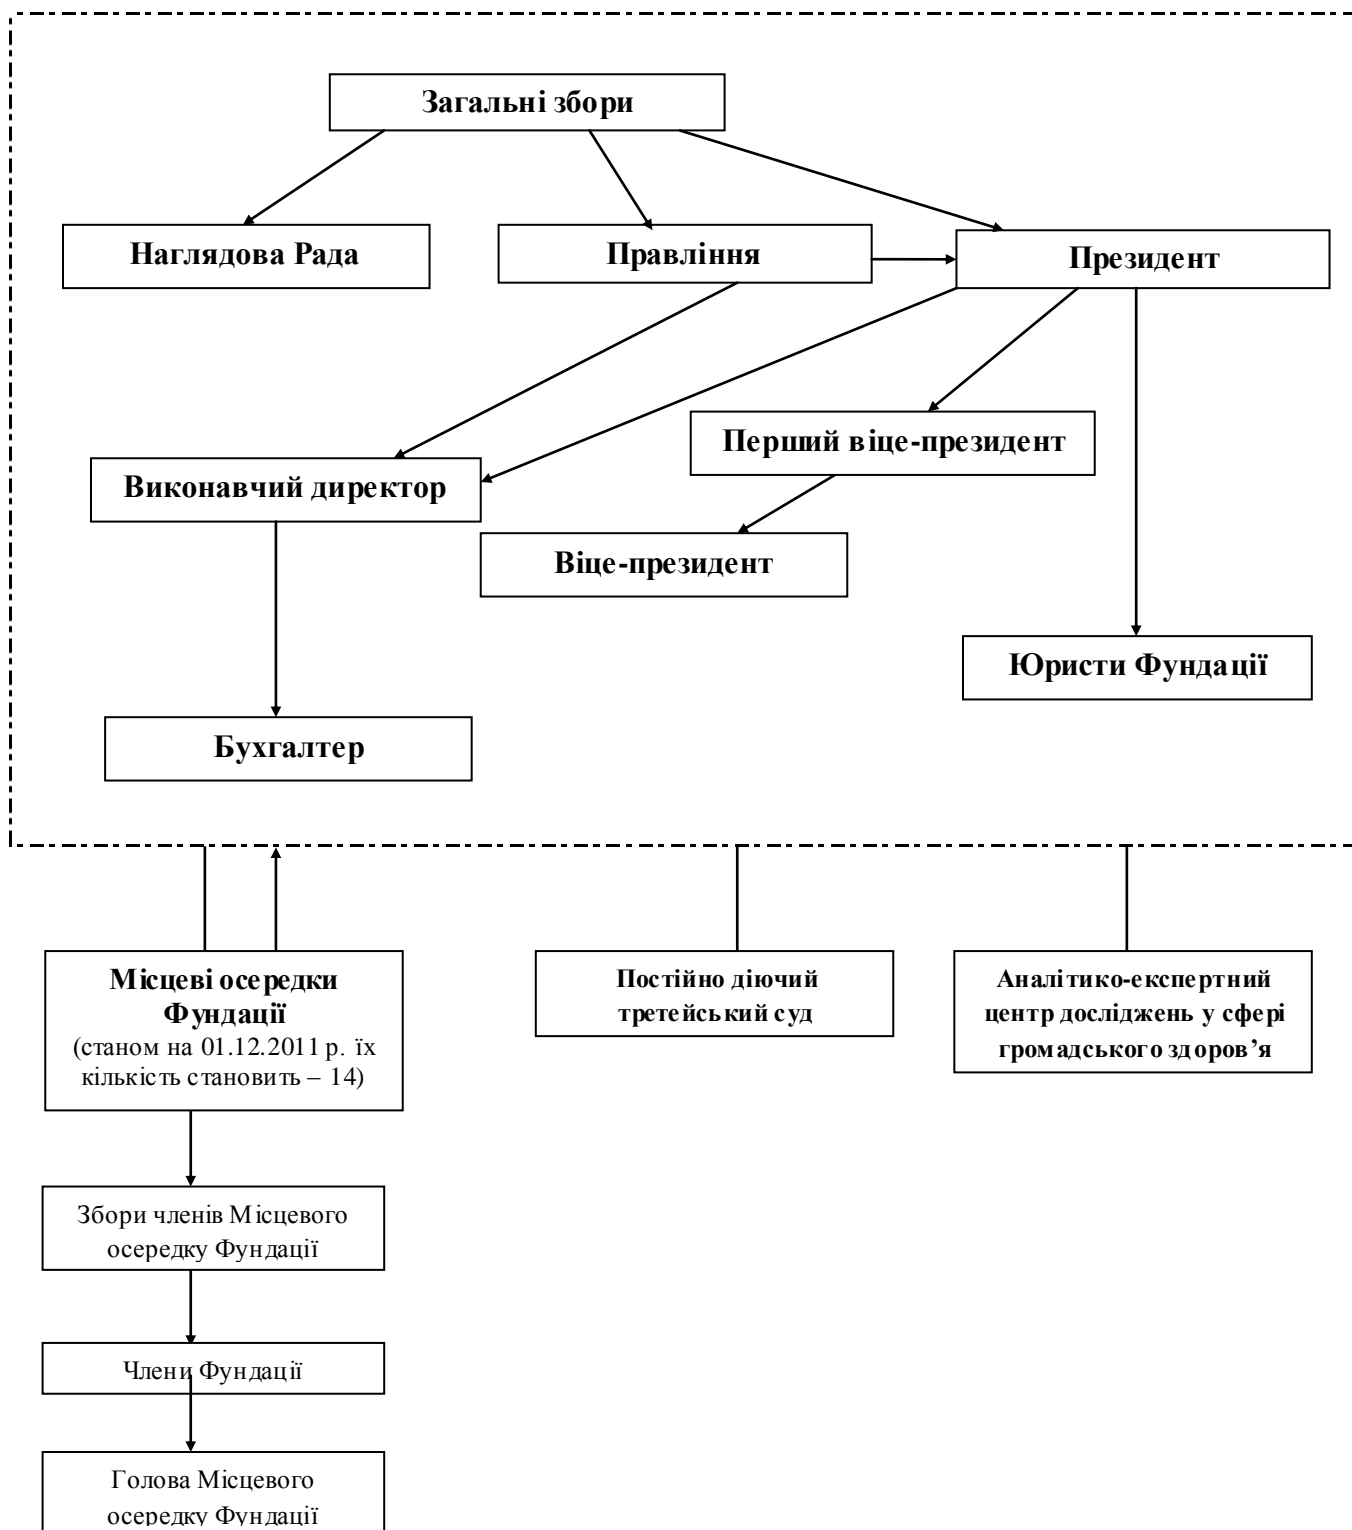 Загальні збори
Наглядова Рада
Правління
Президент
Перший віце-президент
Виконавчий директор
Віце-президент
Юристи Фундації
Бухгалтер
Місцеві осередки
Фундації
(станом на 01.12.2011 р. їх
кількість становить – 14)
Постійно діючий
третейський суд
Аналітико-експертний
центр досліджень у сфері
громадського здоров’я
Збори членів Місцевого
осередку Фундації
Члени Фундації
Голова Місцевого
осередку Фундації